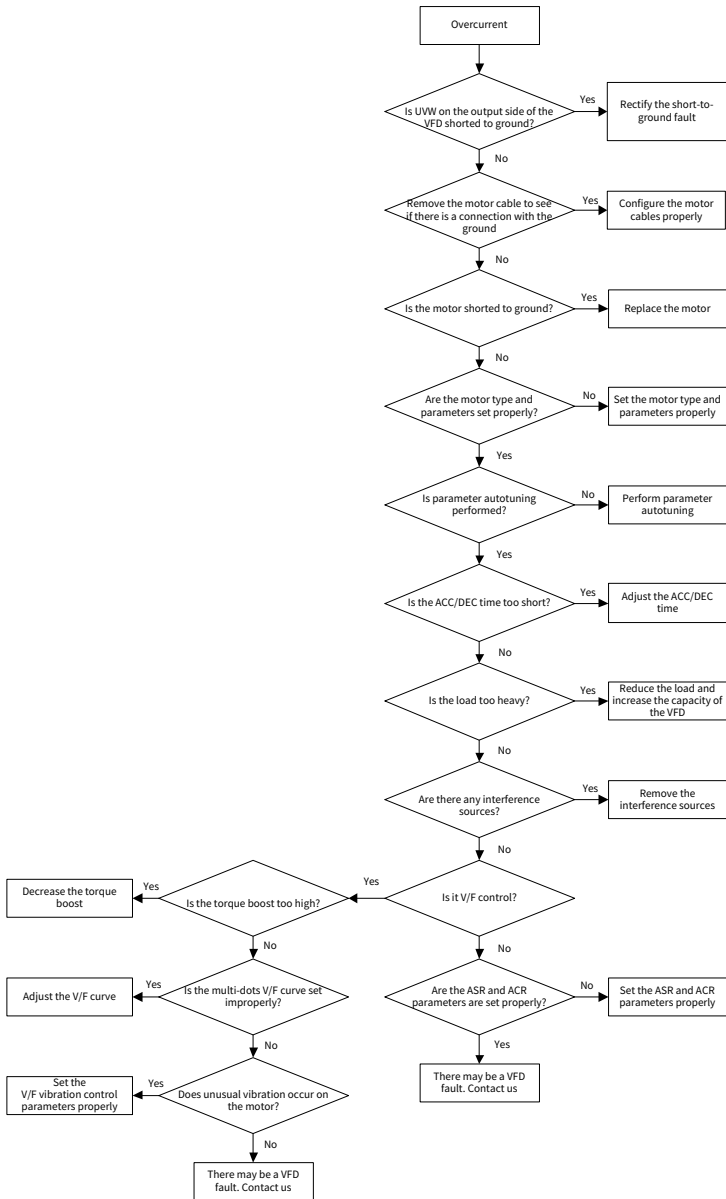 Overcurrent
Is UVW on the output side of the
VFD shorted to ground?
Yes
Rectify the short-to-
ground fault
No
Remove the motor cable to see
if there is a connection with the
ground
Yes
Configure the motor
cables properly
No
Is the motor shorted to ground?
Yes
Replace the motor
No
Are the motor type and
parameters set properly?
No
Set the motor type and
parameters properly
Yes
Is parameter autotuning
performed?
No
Perform parameter
autotuning
Yes
Is the ACC/DEC time too short?
Yes
Adjust the ACC/DEC
time
No
Is the load too heavy?
Yes
Reduce the load and
increase the capacity of
the VFD
No
Are there any interference
sources?
Yes
Remove the
interference sources
No
Decrease the torque
boost
Yes
Is the torque boost too high?
Yes
Is it V/F control?
No
No
Adjust the V/F curve
Yes
Is the multi-dots V/F curve set
improperly?
Are the ASR and ACR
parameters are set properly?
No
Set the ASR and ACR
parameters properly
No
Yes
Set the
V/F vibration control
parameters properly
Yes
Does unusual vibration occur on
the motor?
There may be a VFD
fault. Contact us
No
There may be a VFD
fault. Contact us